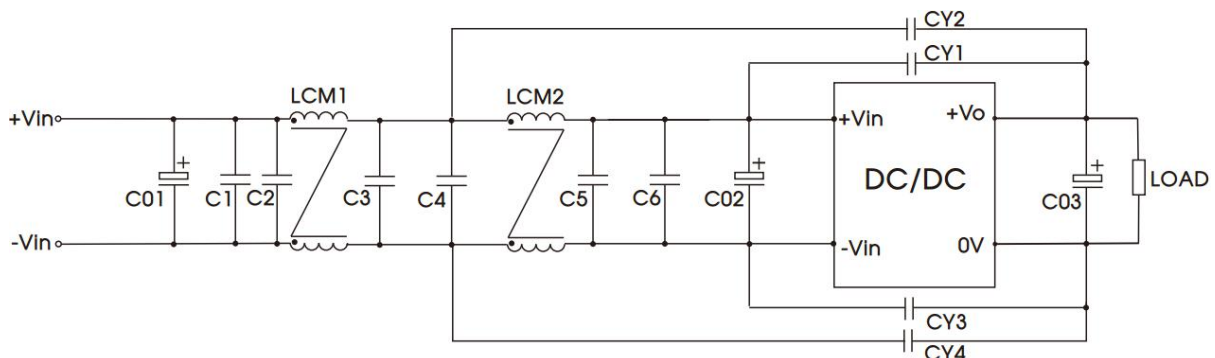 CY2
CY1
LCM1
LCM2
+Vin
+Vin
+Vo
+
C01
C1
C2
C3
C4
C5
C6
+
C02
DC/DC
+
C03
LOAD
-Vin
-Vin
0V
CY3
CY4